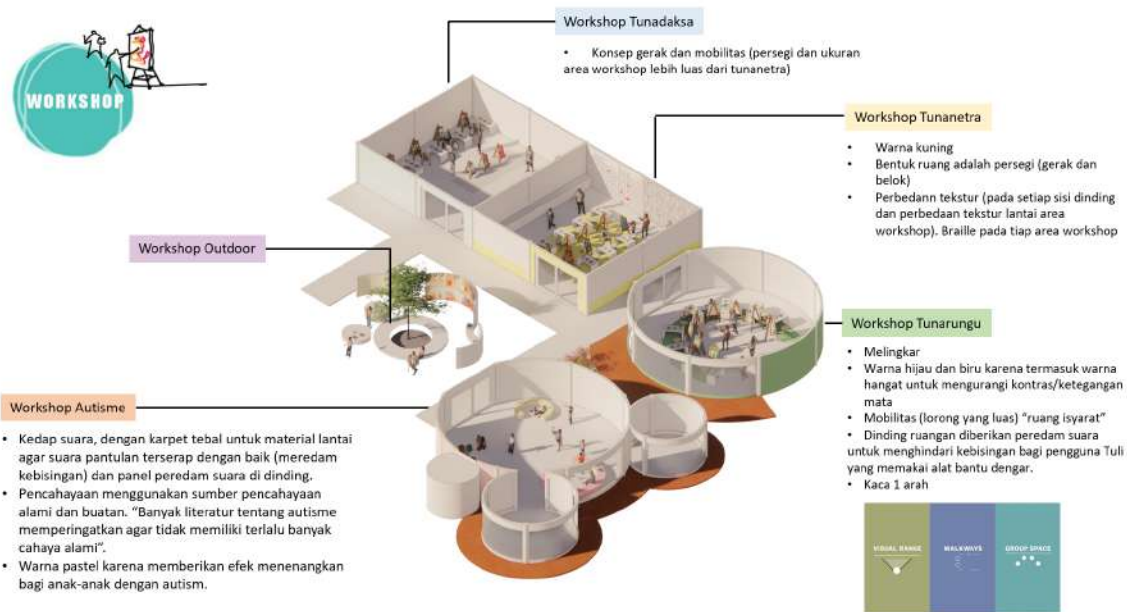 WORKSHOP
Workshop Tunadaksa
• Konsep gerak dan mobilitas (persegi dan ukuran
area workshop lebih luas dari tunanetra)
Workshop Tunanetra
• Warna kuning
• Bentuk ruang adalah persegi (gerak dan
belok)
• Perbedann tekstur (pada setiap sisi dinding
dan perbedaan tekstur lantai area
workshop). Braille pada tiap area workshop
Workshop Outdoor
Workshop Tunarungu
• Melingkar
• Warna hijau dan biru karena termasuk warna
hangat untuk mengurangi kontras/ketegangan
mata
• Mobilitas (lorong yang luas) “ruang isyarat”
• Dinding ruangan diberikan peredam suara
untuk menghindari kebisingan bagi pengguna Tuli
yang memakai alat bantu dengar.
• Kaca 1 arah
Workshop Autisme
• Kedap suara, dengan karpet tebal untuk material lantai
agar suara pantulan terserap dengan baik (meredam
kebisingan) dan panel peredam suara di dinding.
• Pencahayaan menggunakan sumber pencahayaan
alami dan buatan. “Banyak literatur tentang autisme
memperingatkan agar tidak memiliki terlalu banyak
cahaya alami”.
• Warna pastel karena memberikan efek menenangkan
bagi anak-anak dengan autism.
VISUAL RANGE
WALKWAYS
GROUP SPACE